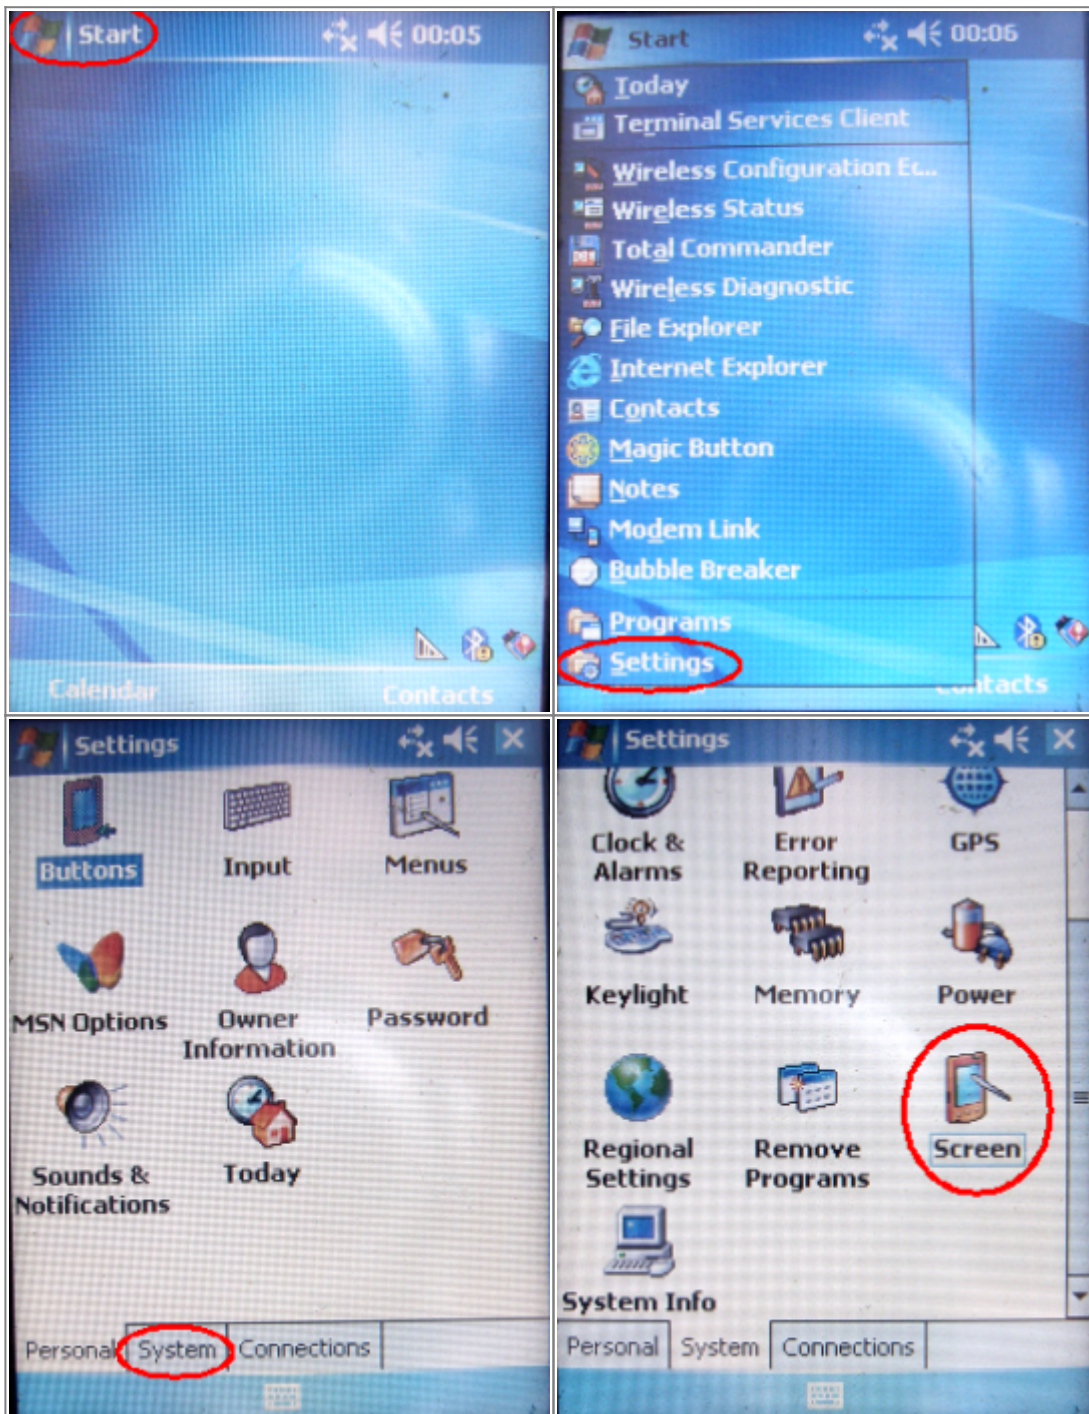 Start 00:05
Calendar Contacts
Start 00:06
Today
Terminal Services Client
Wireless Configuration Ec...
Wireless Status
Total Commander
Wireless Diagnostic
File Explorer
Internet Explorer
Contacts
Magic Button
Notes
Modem Link
Bubble Breaker
Programs
Settings
Settings
Buttons Input Menus
MSN Options Owner Password
Information
Sounds & Today
Notifications
Personal System Connections
Settings
Clock & Error GPS
Alarms Reporting
Keylight Memory Power
Regional Remove Screen
Settings Programs
System Info
Personal System Connections